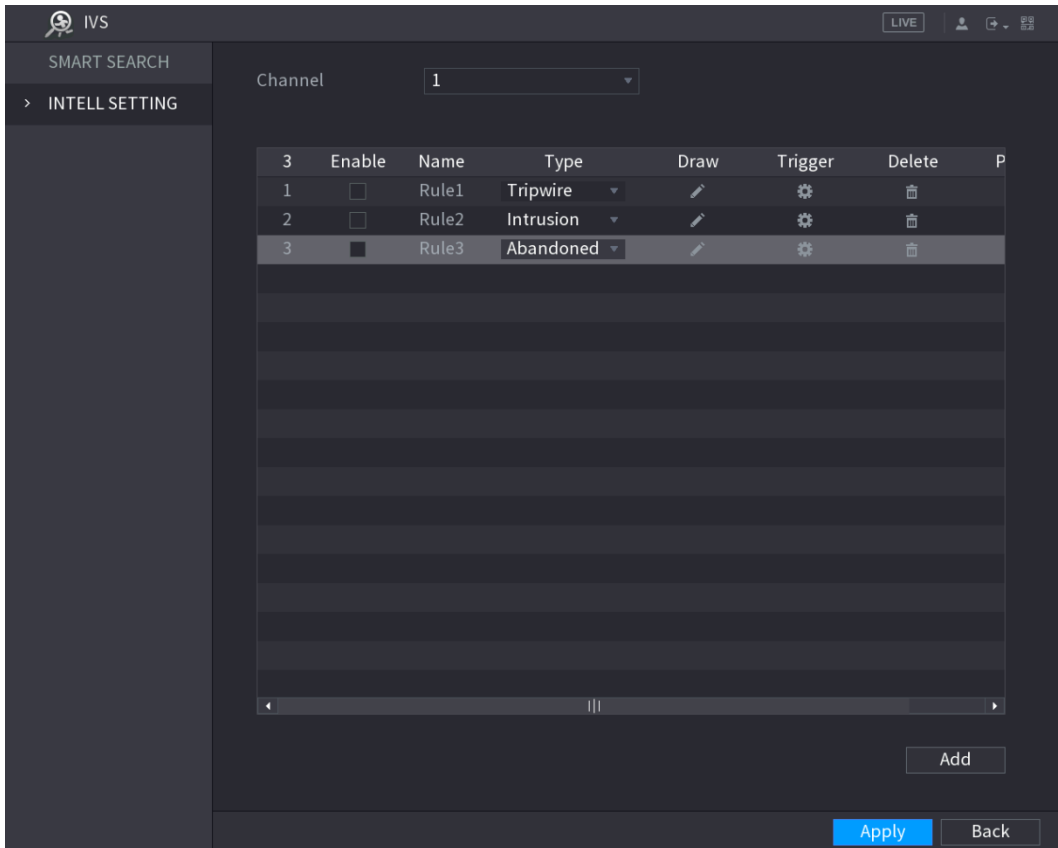 IVS LIVE
SMART SEARCH
INTELL SETTING
Channel 1
3 Enable Name Type Draw Trigger Delete P
1 Rule1 Tripwire
2 Rule2 Intrusion
3 Rule3 Abandoned
Add
Apply Back